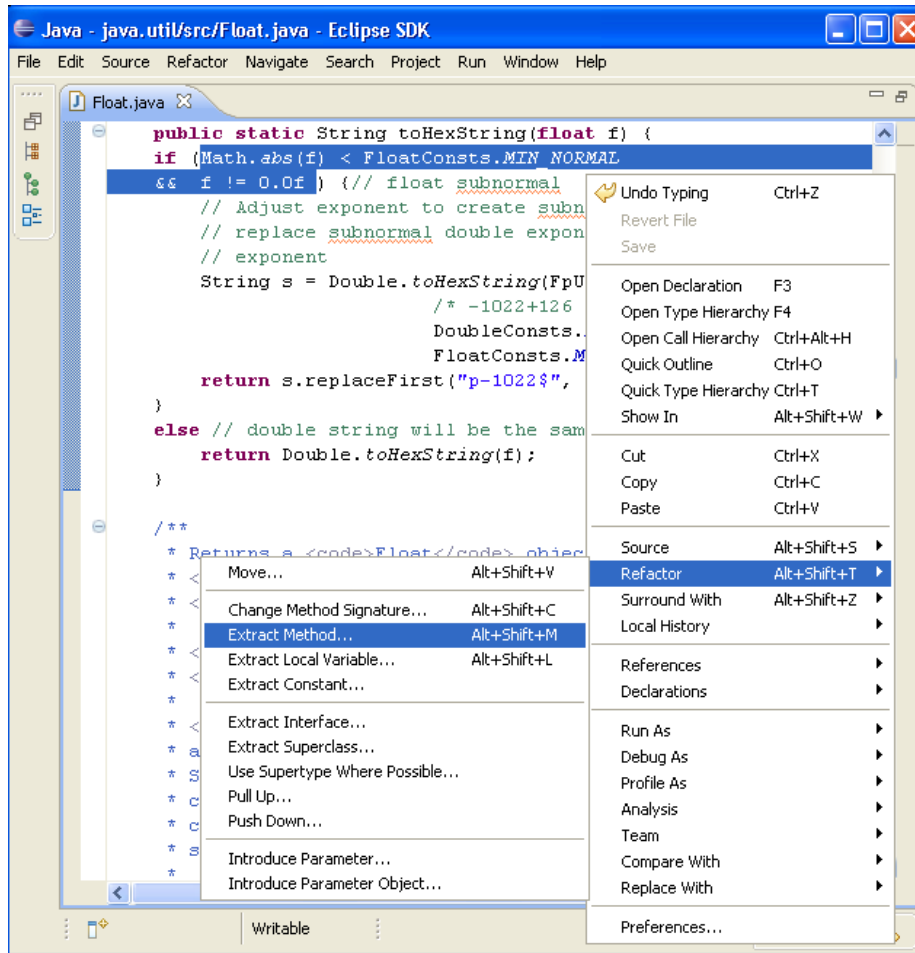 Java - java.util/src/Float.java - Eclipse SDK
File Edit Source Refactor Navigate Search Project Run Window Help
Float.java
public static String toHexString(float f) {
if (Math.abs(f) < FloatConsts.MIN_NORMAL
&& f != 0.0f ) {// float subnormal
// Adjust exponent to create subn
// replace subnormal double expon
// exponent
String s = Double.toHexString(FpU
/* -1022+126
DoubleConsts.
FloatConsts.M
return s.replaceFirst("p-1022$",
}
else // double string will be the sam
return Double.toHexString(f);
}
/**
* Returns a <code>Float</code> objec
* <
* <
*
* <
* <
*
* <
* a
* S
* c
* c
* s
*
Undo Typing Ctrl+Z
Revert File
Save
Open Declaration F3
Open Type Hierarchy F4
Open Call Hierarchy Ctrl+Alt+H
Quick Outline Ctrl+O
Quick Type Hierarchy Ctrl+T
Show In Alt+Shift+W
Cut Ctrl+X
Copy Ctrl+C
Paste Ctrl+V
Source Alt+Shift+S
Refactor Alt+Shift+T
Surround With Alt+Shift+Z
Local History
References
Declarations
Run As
Debug As
Profile As
Analysis
Team
Compare With
Replace With
Preferences...
Move... Alt+Shift+V
Change Method Signature... Alt+Shift+C
Extract Method... Alt+Shift+M
Extract Local Variable... Alt+Shift+L
Extract Constant...
Extract Interface...
Extract Superclass...
Use Supertype Where Possible...
Pull Up...
Push Down...
Introduce Parameter...
Introduce Parameter Object...
Writable